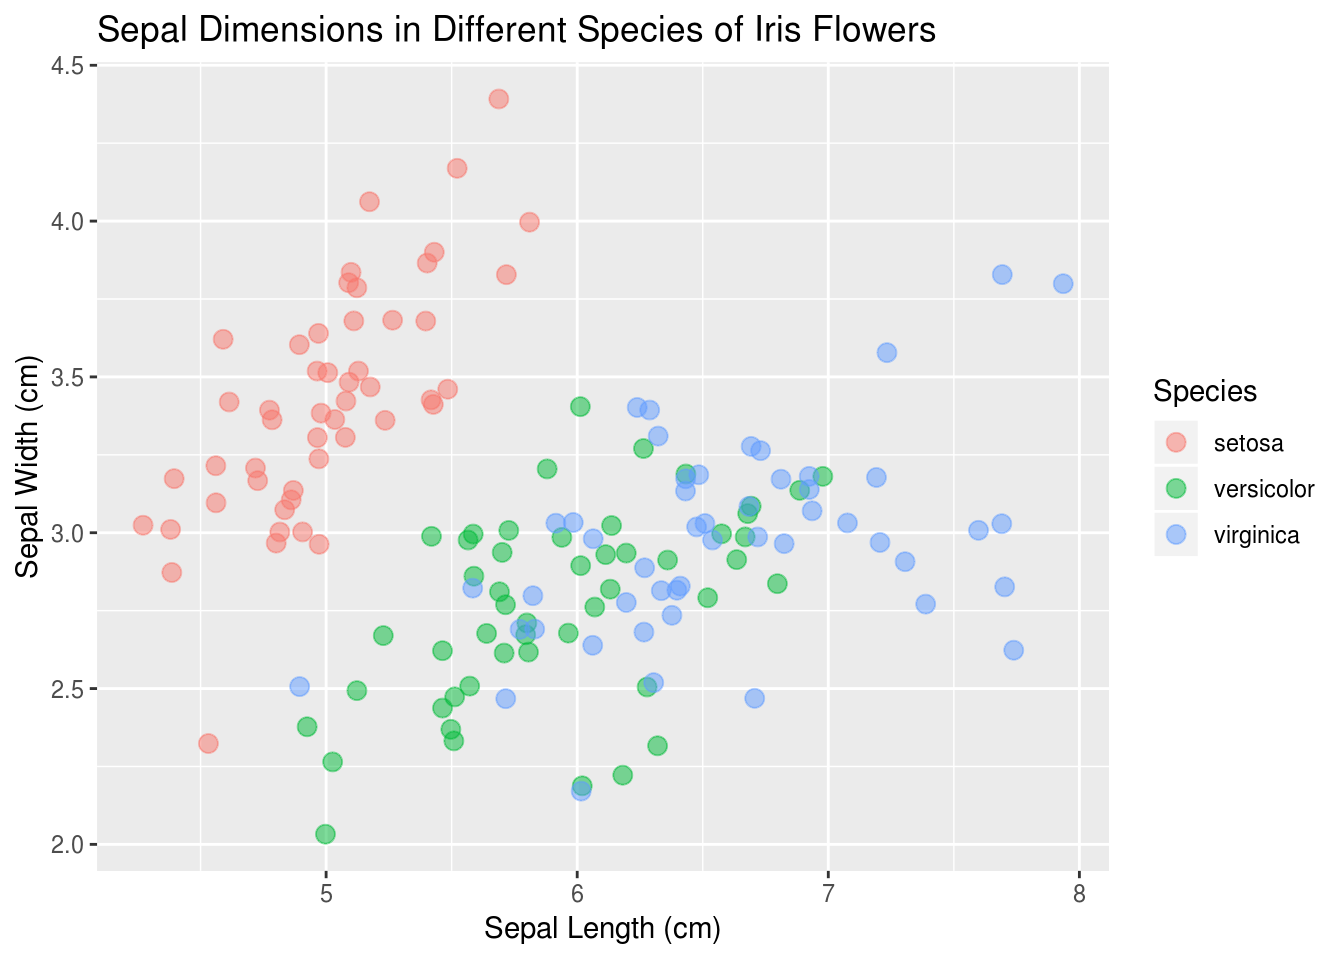 Sepal Dimensions in Different Species of Iris Flowers
4.5
4.0
3.5
3.0
2.5
2.0
Sepal Width (cm)
5 6 7 8
Sepal Length (cm)
Species
setosa
versicolor
virginica